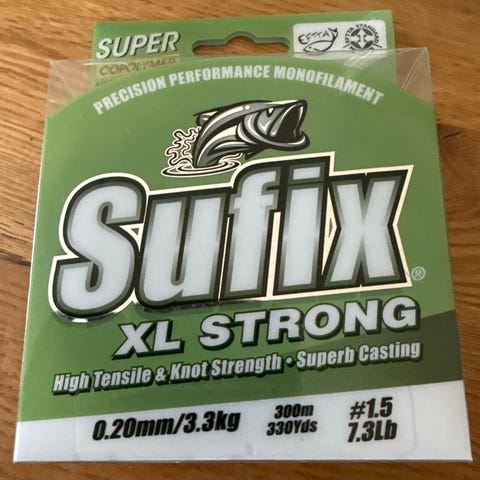 SUPER
COPOLYMER
EFTTA
PRECISION PERFORMANCE MONOFILAMENT
Sufix®
XL STRONG
High Tensile & Knot Strength • Superb Casting
0.20mm/3.3kg
300m
330Yds
#1.5
7.3Lb